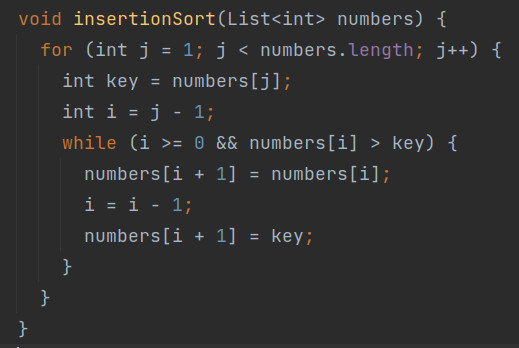 void insertionSort(List<int> numbers) {
for (int j = 1; j < numbers.length; j++) {
int key = numbers[j];
int i = j - 1;
while (i >= 0 && numbers[i] > key) {
numbers[i + 1] = numbers[i];
i = i - 1;
numbers[i + 1] = key;
}
}
}